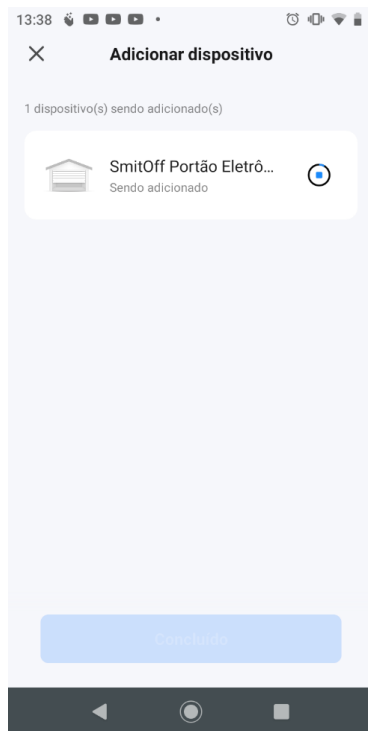 13:38
Adicionar dispositivo
1 dispositivo(s) sendo adicionado(s)
SmitOff Portão Eletrô...
Sendo adicionado
Concluído